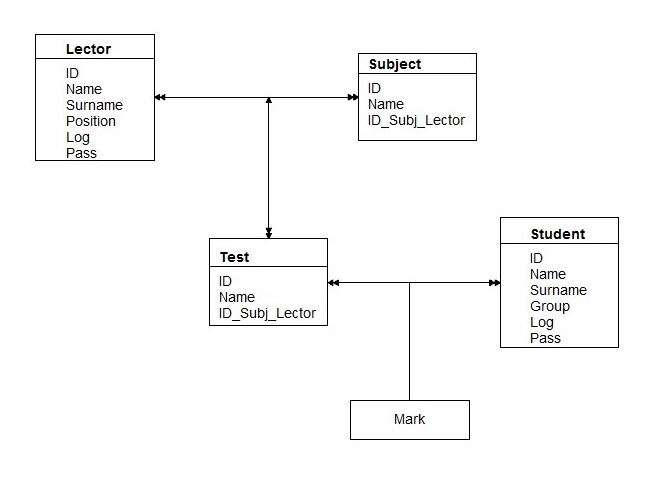 Lector
ID
Name
Surname
Position
Log
Pass
Subject
ID
Name
ID_Subj_Lector
Test
ID
Name
ID_Subj_Lector
Student
ID
Name
Surname
Group
Log
Pass
Mark